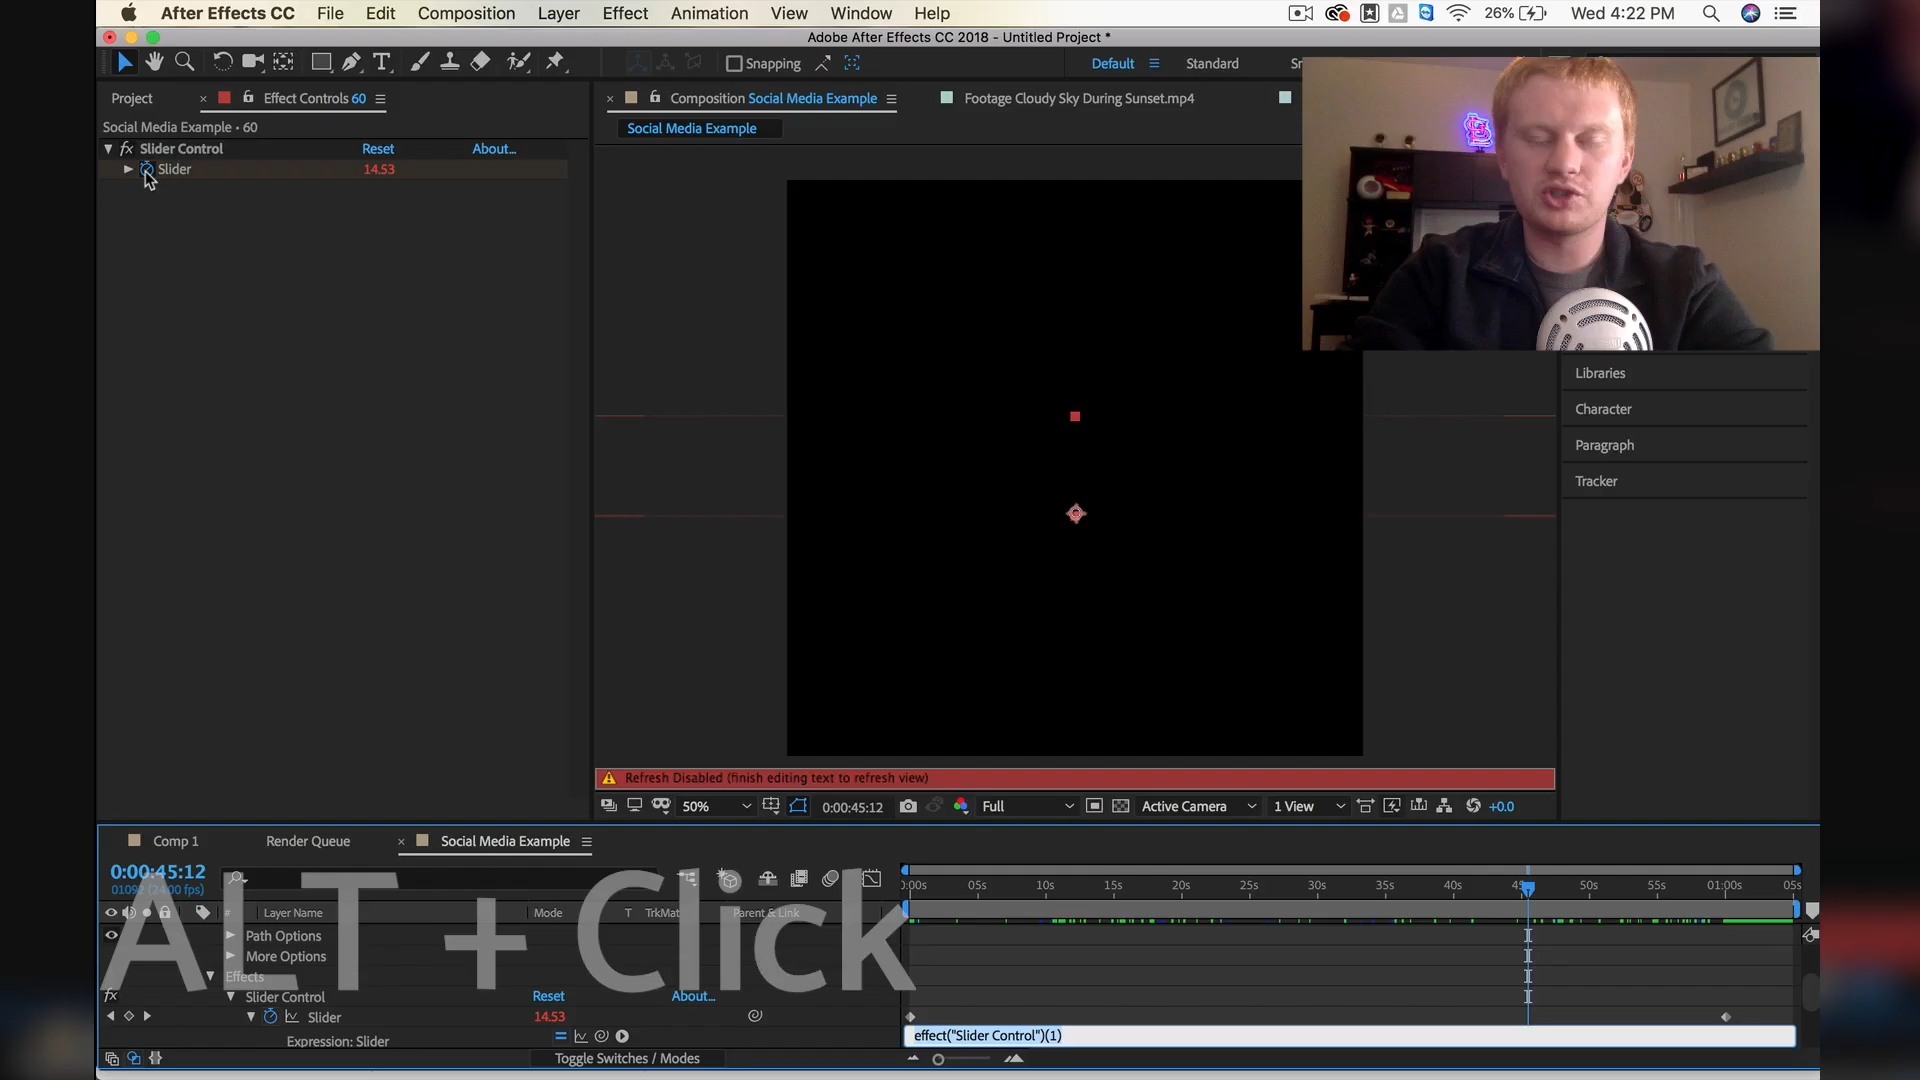 After Effects CC File Edit Composition Layer Effect Animation View Window Help 26% Wed 4:22 PM
Adobe After Effects CC 2018 - Untitled Project *
Snapping Default Standard Sn
Project Effect Controls 60 Composition Social Media Example Footage Cloudy Sky During Sunset.mp4
Social Media Example • 60 Social Media Example
fx Slider Control Reset About...
Slider 14.53
Libraries
Character
Paragraph
Tracker
Refresh Disabled (finish editing text to refresh view)
50% 0:00:45:12 Full Active Camera 1 View +0.0
Comp 1 Render Queue Social Media Example
0:00:45:12
01092 (24.00 fps)
0:00s 05s 10s 15s 20s 25s 30s 35s 40s 50s 55s 01:00s 05s
# Layer Name Mode T TrkMat Parent & Link
ALT + Click
Path Options
More Options
Effects
fx Slider Control Reset About...
Slider 14.53
Expression: Slider effect("Slider Control")(1)
Toggle Switches / Modes